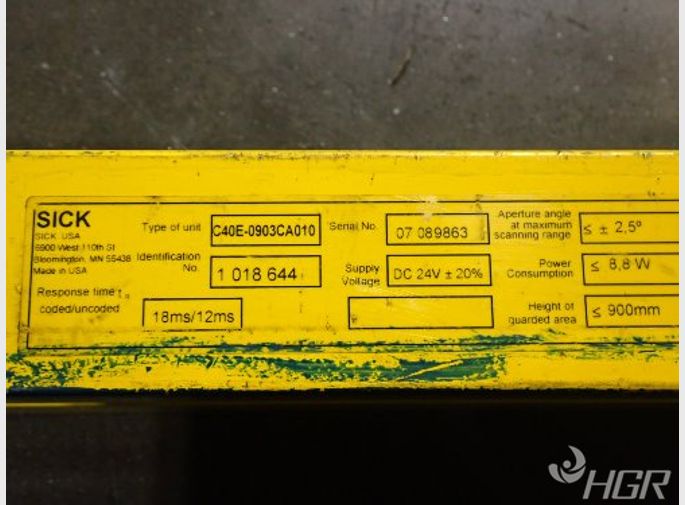 SICK
SICK USA
6900 West 110th St
Bloomington, MN 55438
Made in USA
Type of unit C40E-0903CA010
Identification No. 1 018 644
Response time t R
coded/uncoded 18ms/12ms
Serial No. 07 089863
Supply Voltage DC 24V ± 20%
Aperture angle
at maximum
scanning range ≤ ± 2,5°
Power
Consumption ≤ 8,8 W
Height of
guarded area ≤ 900mm
HGR